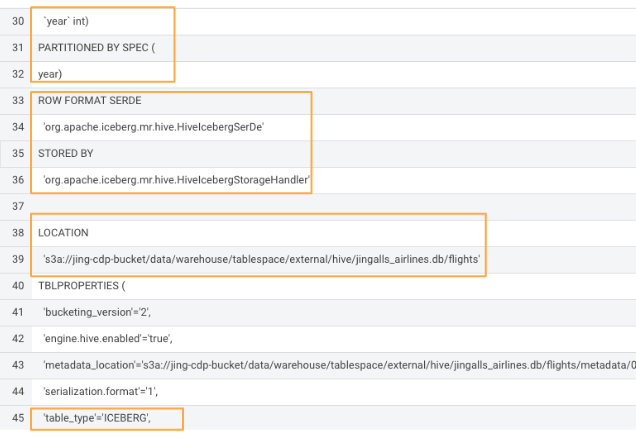 30 `year` int)
31 PARTITIONED BY SPEC (
32 year)
33 ROW FORMAT SERDE
34 'org.apache.iceberg.mr.hive.HiveIcebergSerDe'
35 STORED BY
36 'org.apache.iceberg.mr.hive.HiveIcebergStorageHandler'
37
38 LOCATION
39 's3a://jing-cdp-bucket/data/warehouse/tablespace/external/hive/jingalls_airlines.db/flights'
40 TBLPROPERTIES (
41 'bucketing_version'='2',
42 'engine.hive.enabled'='true',
43 'metadata_location'='s3a://jing-cdp-bucket/data/warehouse/tablespace/external/hive/jingalls_airlines.db/flights/metadata/0
44 'serialization.format'='1',
45 'table_type'='ICEBERG',